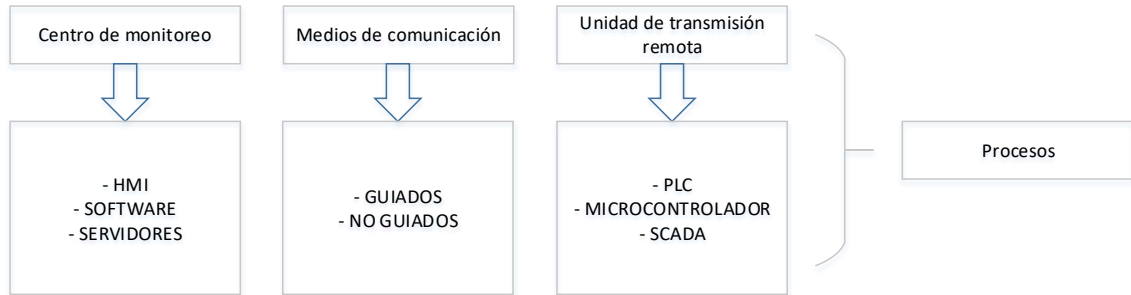 Centro de monitoreo
Medios de comunicación
Unidad de transmisión
remota
- HMI
- SOFTWARE
- SERVIDORES
- GUIADOS
- NO GUIADOS
- PLC
- MICROCONTROLADOR
- SCADA
Procesos